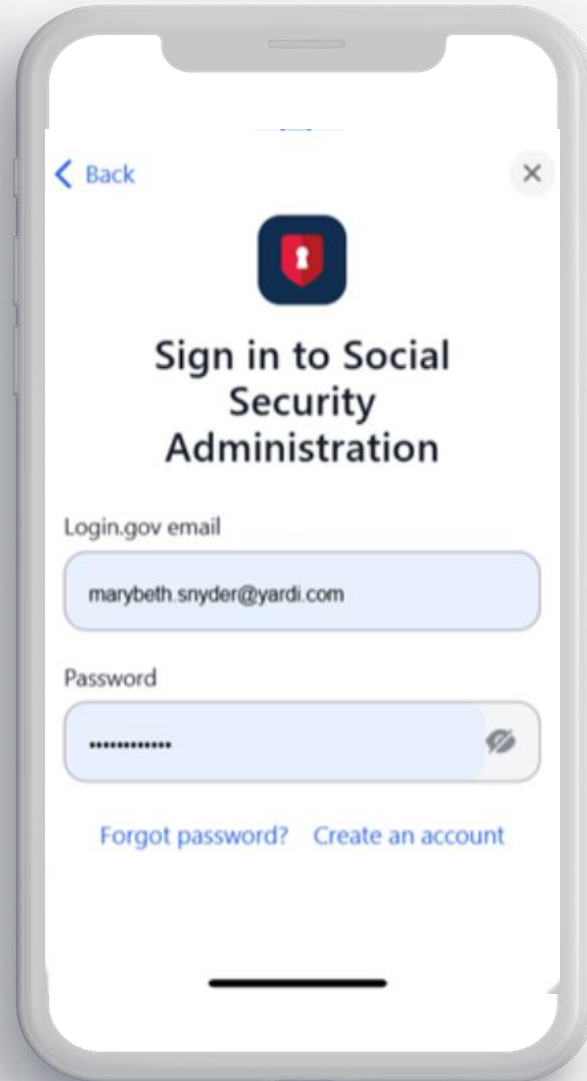 Back
Sign in to Social
Security
Administration
Login.gov email
marybeth.snyder@yardi.com
Password
••••••••••••
Forgot password? Create an account